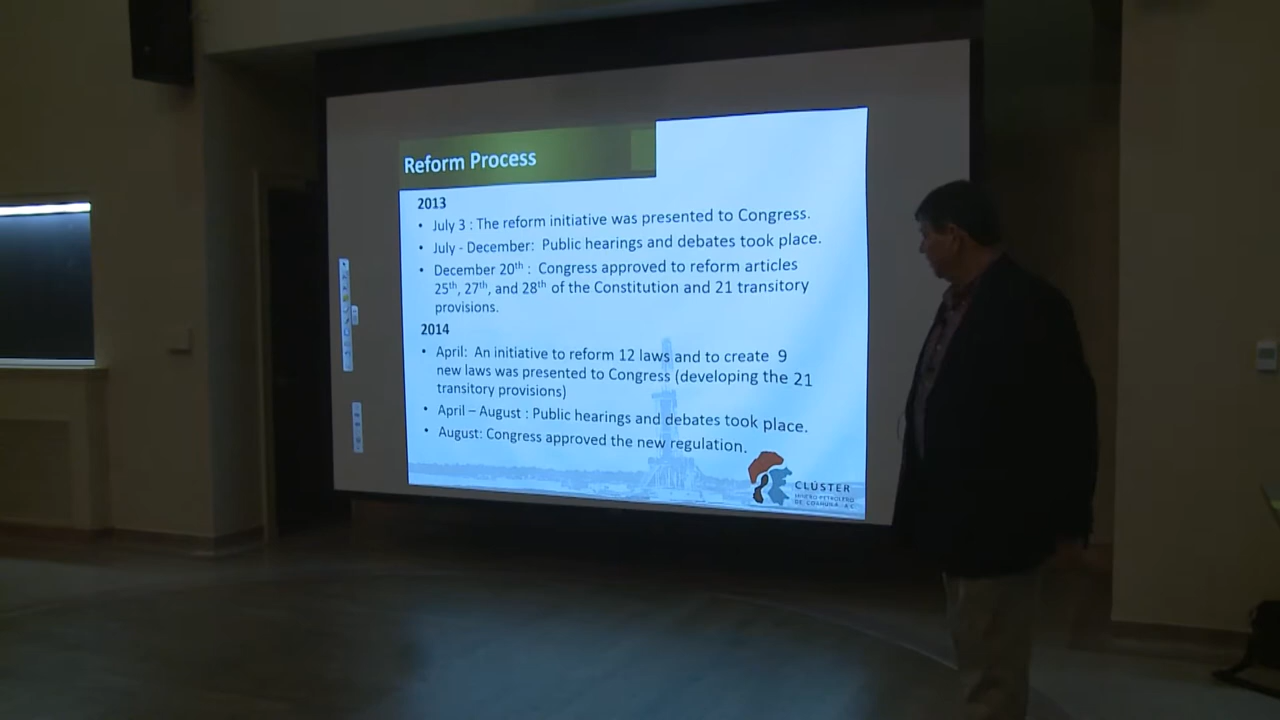 Reform Process
2013
• July 3 : The reform initiative was presented to Congress.
• July - December: Public hearings and debates took place.
• December 20th : Congress approved to reform articles
25th, 27th, and 28th of the Constitution and 21 transitory
provisions.
2014
• April: An initiative to reform 12 laws and to create 9
new laws was presented to Congress (developing the 21
transitory provisions)
• April – August : Public hearings and debates took place.
• August: Congress approved the new regulation.
CLÚSTER
MINERO PETROLERO
DE COAHUILA A.C.